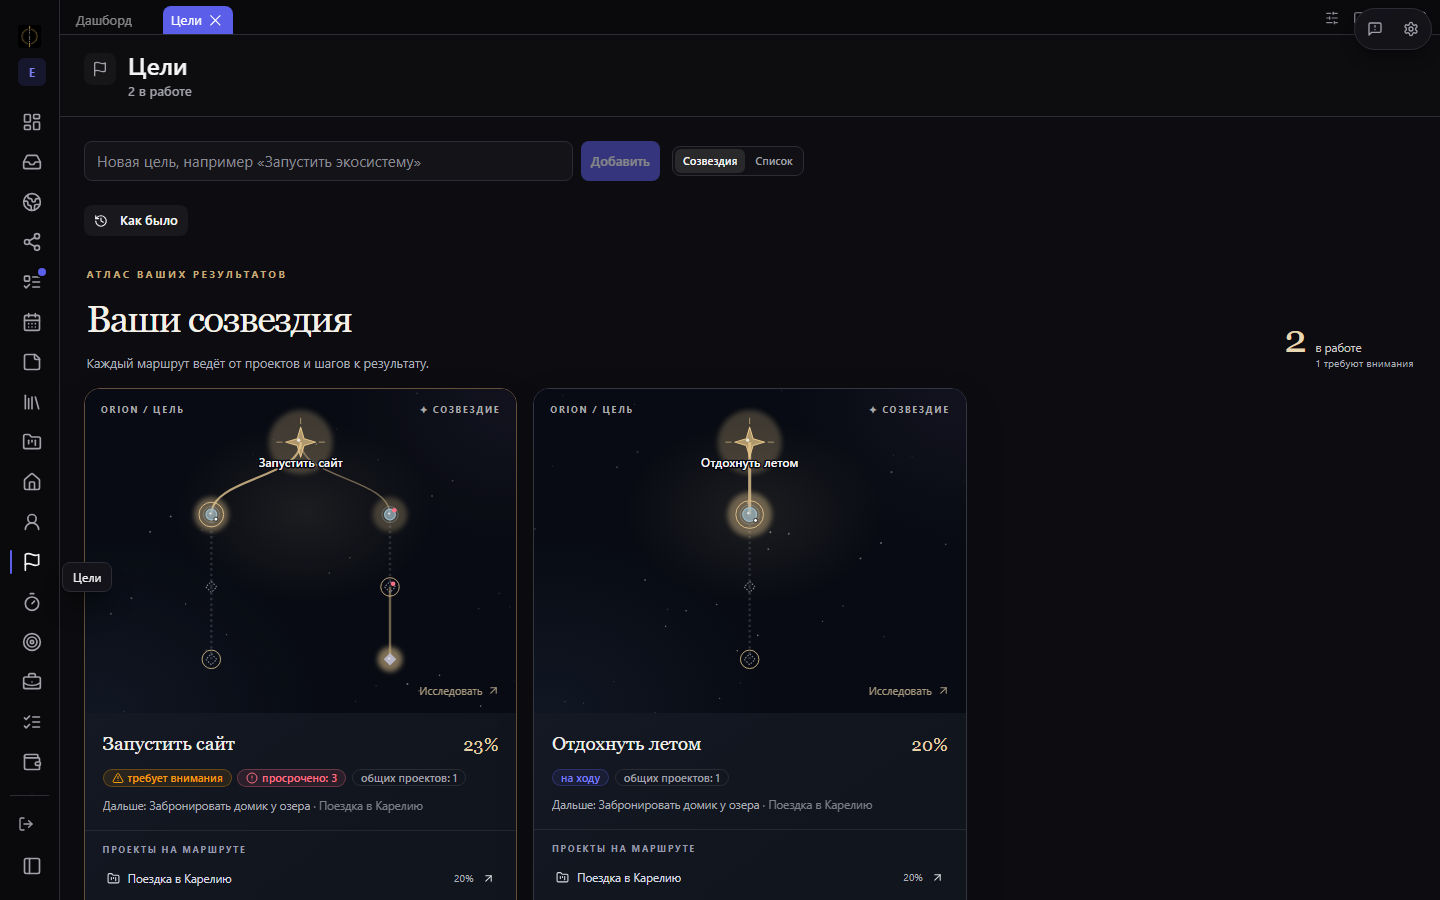 Дашборд
Цели
E
Цели
2 в работе
Новая цель, например «Запустить экосистему»
Добавить
Созвездия
Список
Как было
АТЛАС ВАШИХ РЕЗУЛЬТАТОВ
Ваши созвездия
Каждый маршрут ведёт от проектов и шагов к результату.
2 в работе
1 требуют внимания
ORION / ЦЕЛЬ
СОЗВЕЗДИЕ
Запустить сайт
Исследовать
Запустить сайт
23%
требует внимания
просрочено: 3
общих проектов: 1
Дальше: Забронировать домик у озера · Поездка в Карелию
ПРОЕКТЫ НА МАРШРУТЕ
Поездка в Карелию
20%
ORION / ЦЕЛЬ
СОЗВЕЗДИЕ
Отдохнуть летом
Исследовать
Отдохнуть летом
20%
на ходу
общих проектов: 1
Дальше: Забронировать домик у озера · Поездка в Карелию
ПРОЕКТЫ НА МАРШРУТЕ
Поездка в Карелию
20%
Цели